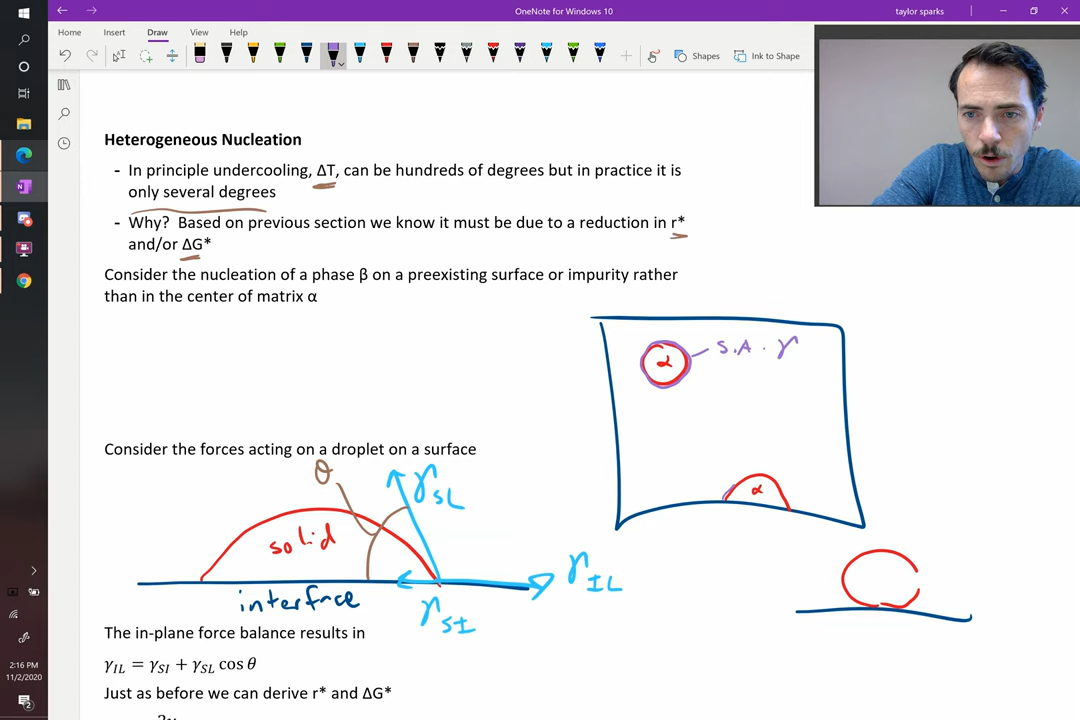 OneNote for Windows 10
taylor sparks
Home Insert Draw View Help
Shapes
Ink to Shape
Heterogeneous Nucleation
- In principle undercooling, ΔT, can be hundreds of degrees but in practice it is
only several degrees
- Why? Based on previous section we know it must be due to a reduction in r*
and/or ΔG*
Consider the nucleation of a phase β on a preexisting surface or impurity rather
than in the center of matrix α
α
S.A. γ
α
Consider the forces acting on a droplet on a surface
θ
γSL
solid
γIL
interface
γSI
The in-plane force balance results in
γIL = γSI + γSL cos θ
Just as before we can derive r* and ΔG*
2:16 PM
11/2/2020